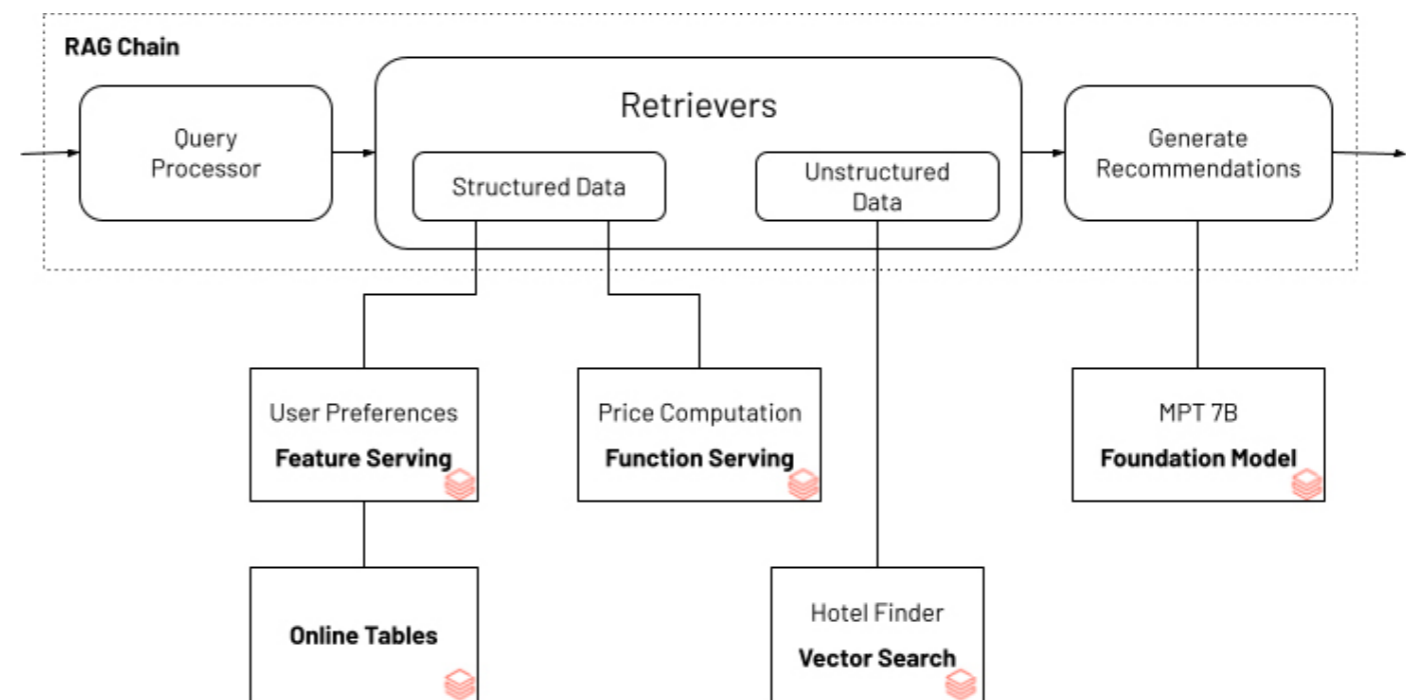 RAG Chain
Query
Processor
Retrievers
Structured Data
Unstructured
Data
Generate
Recommendations
User Preferences
Feature Serving
Price Computation
Function Serving
MPT 7B
Foundation Model
Online Tables
Hotel Finder
Vector Search